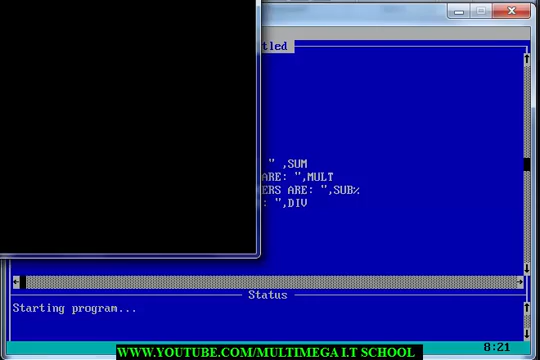 tled
" ,SUM
ARE: ",MULT
ERS ARE: ",SUB%
: ",DIV
Status
Starting program...
8:21
WWW.YOUTUBE.COM/MULTIMEGA I.T SCHOOL